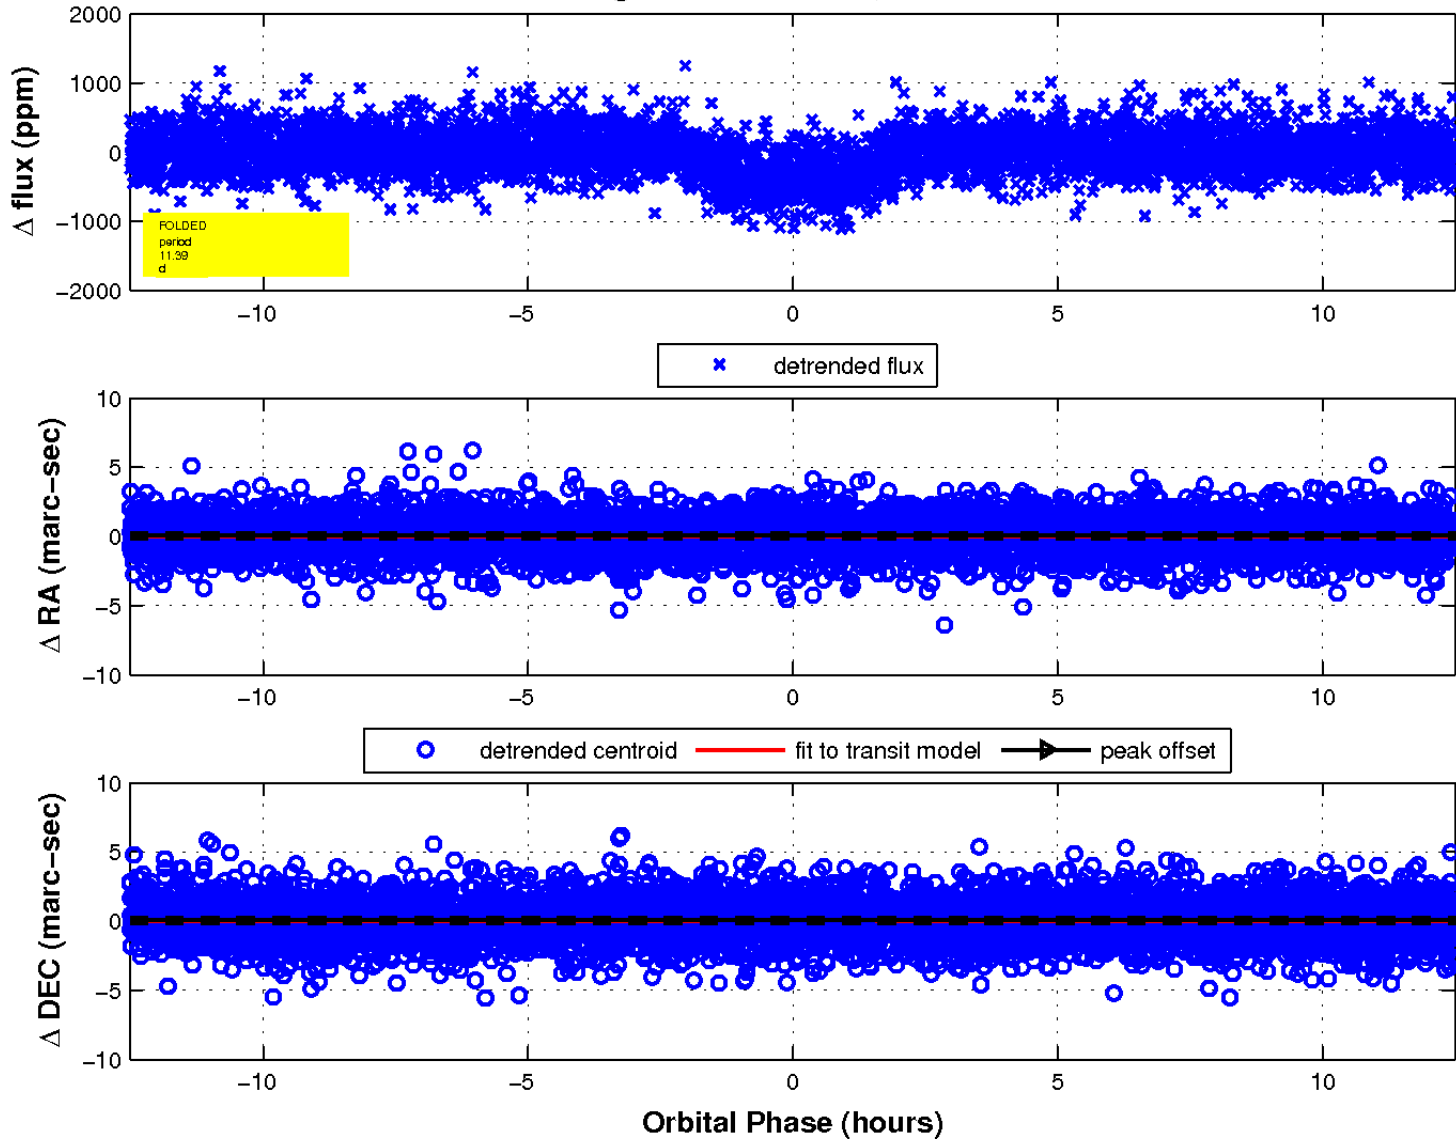 2000
1000
0
−1000
−2000
Δ flux (ppm)
FOLDED
period
11.39
d
−10
−5
0
5
10
detrended flux
10
5
0
−5
−10
Δ RA (marc−sec)
−10
−5
0
5
10
detrended centroid
fit to transit model
peak offset
10
5
0
−5
−10
Δ DEC (marc−sec)
−10
−5
0
5
10
Orbital Phase (hours)